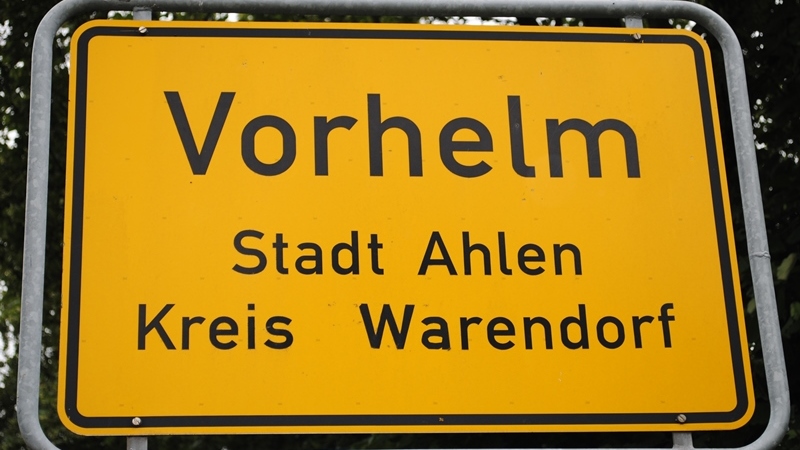 Vorhelm
Stadt Ahlen
Kreis Warendorf